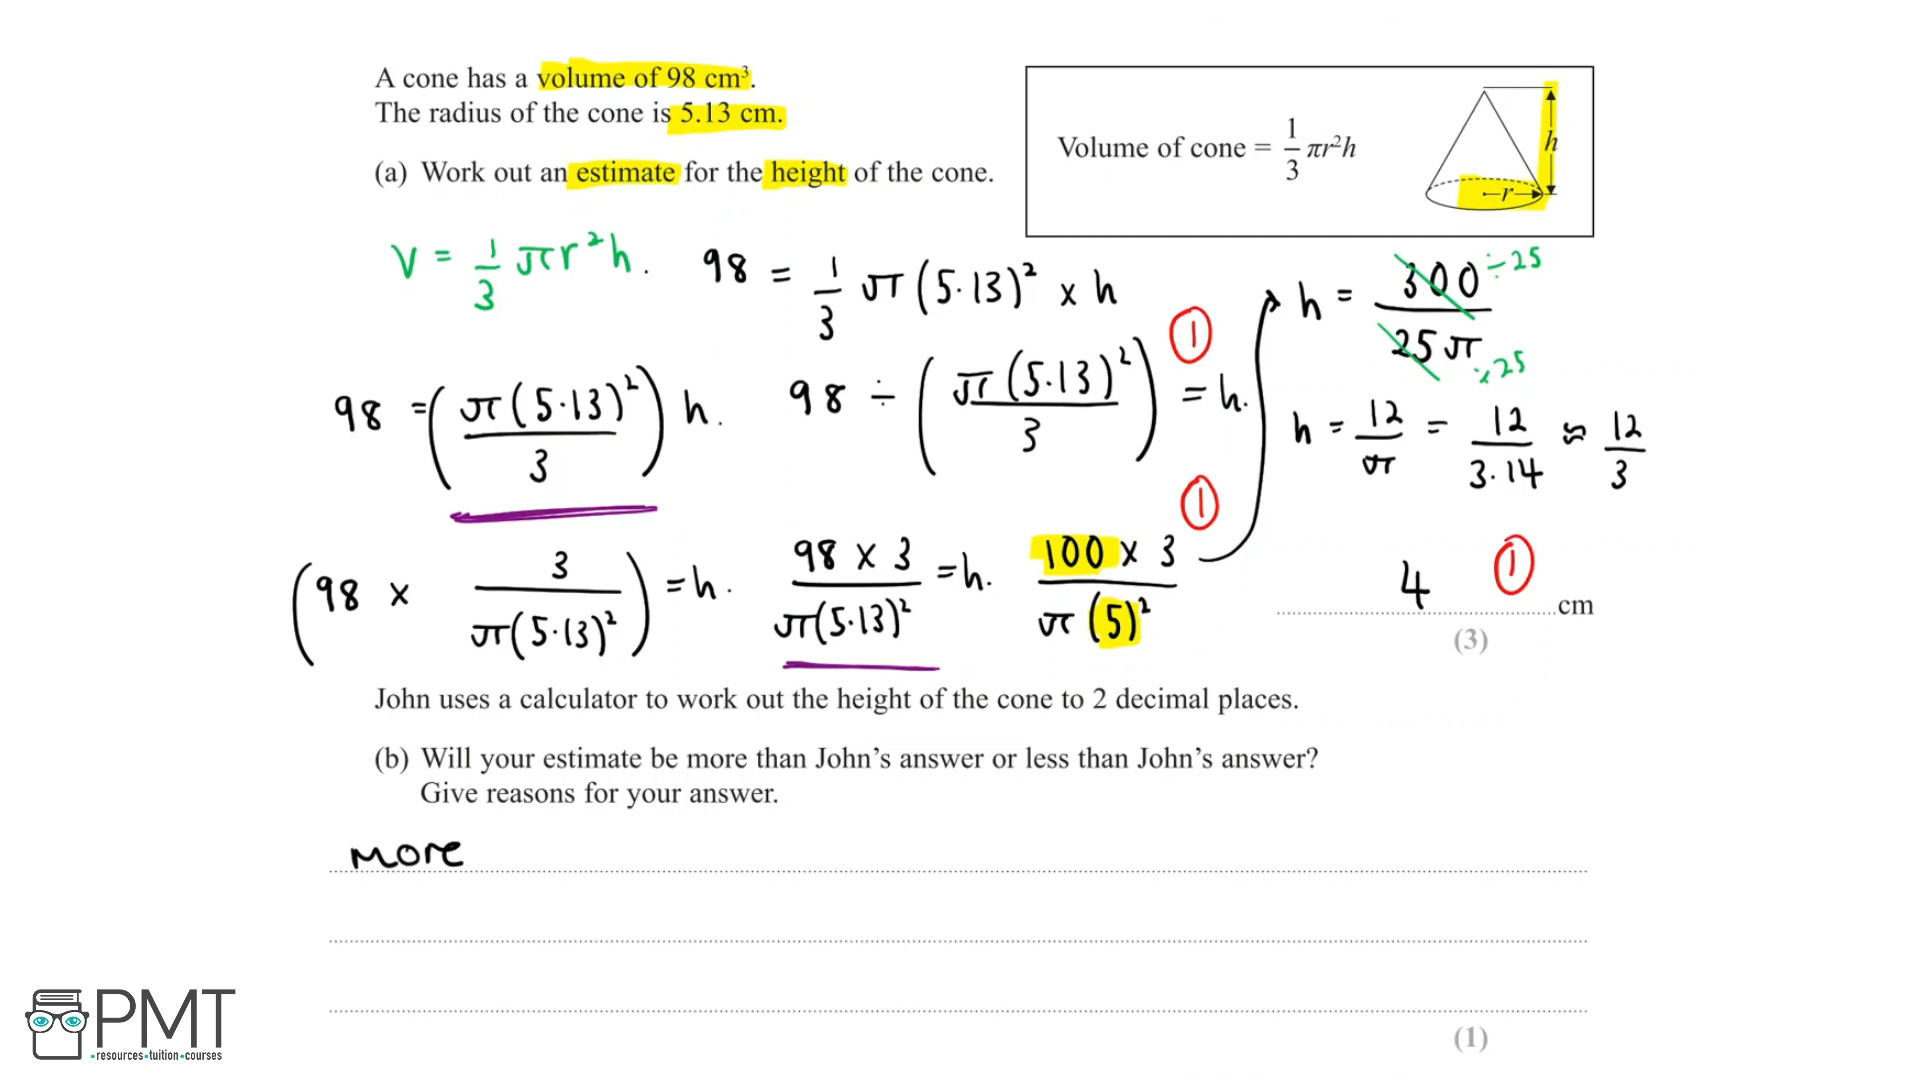 A cone has a volume of 98 cm³.
The radius of the cone is 5.13 cm.
(a) Work out an estimate for the height of the cone.
Volume of cone = 1/3 πr²h
h
r
V = 1/3 πr²h.
98 = 1/3 π(5.13)² × h
98 = (π(5.13)²/3) h.
98 ÷ (π(5.13)²/3) = h.
①
(98 × 3/π(5.13)²) = h.
98 × 3/π(5.13)² = h.
100 × 3/π(5)²
①
h = 300/25π
÷25
÷25
h = 12/π = 12/3.14 ≈ 12/3
4 ① cm
(3)
John uses a calculator to work out the height of the cone to 2 decimal places.
(b) Will your estimate be more than John’s answer or less than John’s answer?
Give reasons for your answer.
more
(1)
PMT
•resources•tuition•courses